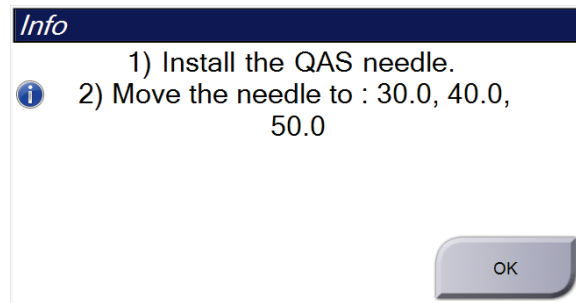 Info
1) Install the QAS needle.
2) Move the needle to : 30.0, 40.0,
50.0
OK